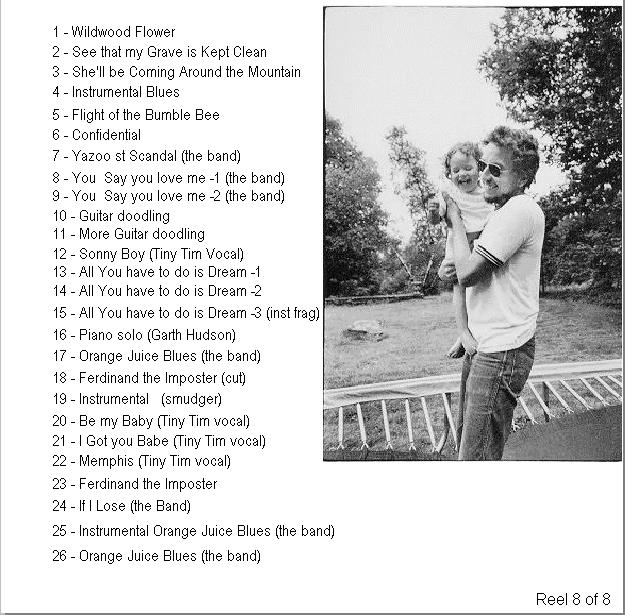 1 - Wildwood Flower
2 - See that my Grave is Kept Clean
3 - She'll be Coming Around the Mountain
4 - Instrumental Blues
5 - Flight of the Bumble Bee
6 - Confidential
7 - Yazoo st Scandal (the band)
8 - You  Say you love me -1 (the band)
9 - You  Say you love me -2 (the band)
10 - Guitar doodling
11 - More Guitar doodling
12 - Sonny Boy (Tiny Tim Vocal)
13 - All You have to do is Dream -1
14 - All You have to do is Dream -2
15 - All You have to do is Dream -3 (inst frag)
16 - Piano solo (Garth Hudson)
17 - Orange Juice Blues (the band)
18 - Ferdinand the Imposter (cut)
19 - Instrumental   (smudger)
20 - Be my Baby (Tiny Tim vocal)
21 - I Got you Babe (Tiny Tim vocal)
22 - Memphis (Tiny Tim vocal)
23 - Ferdinand the Imposter
24 - If I Lose (the Band)
25 - Instrumental Orange Juice Blues (the band)
26 - Orange Juice Blues (the band)
Reel 8 of 8